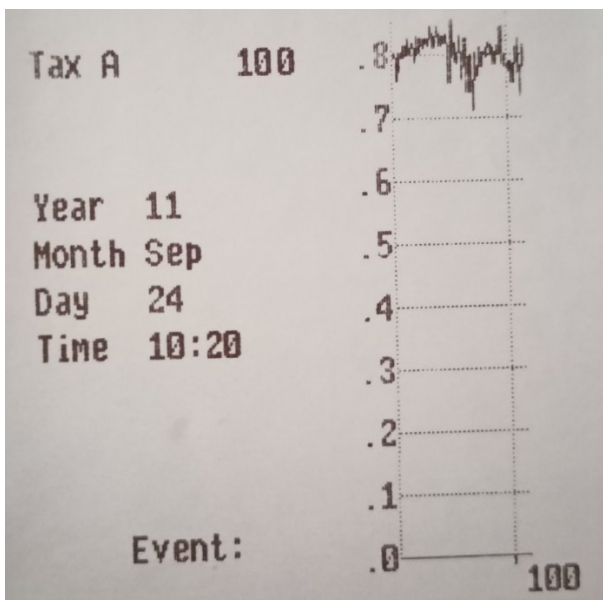 Tax A 100
Year 11
Month Sep
Day 24
Time 10:20
Event:
.8
.7
.6
.5
.4
.3
.2
.1
.0
100